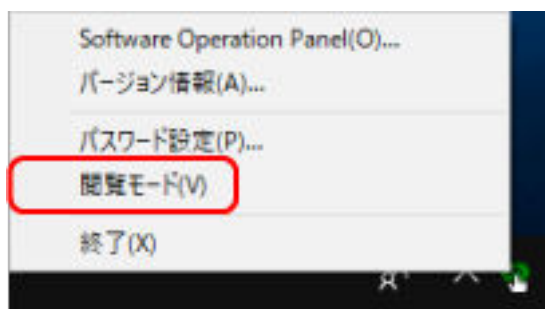 Software Operation Panel(O)...
バージョン情報(A)...
パスワード設定(P)...
閲覧モード(V)
終了(X)